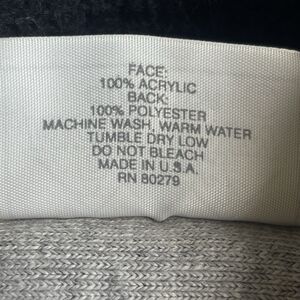 FACE:
100% ACRYLIC
BACK:
100% POLYESTER
MACHINE WASH, WARM WATER
TUMBLE DRY LOW
DO NOT BLEACH
MADE IN U.S.A.
RN 80279